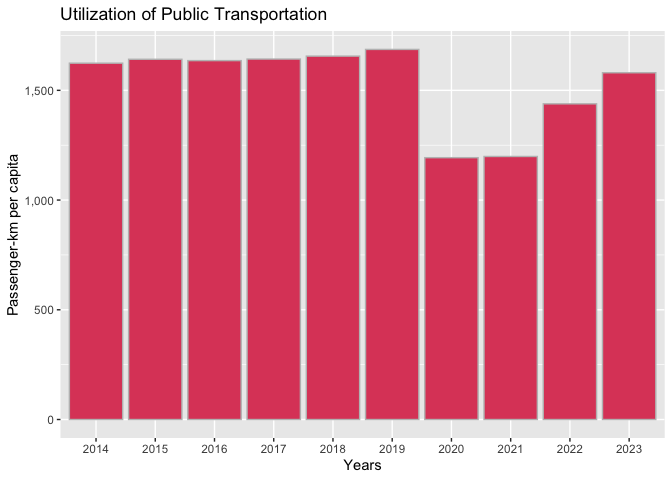 Utilization of Public Transportation
Passenger-km per capita
1,500
1,000
500
0
2014 2015 2016 2017 2018 2019 2020 2021 2022 2023
Years